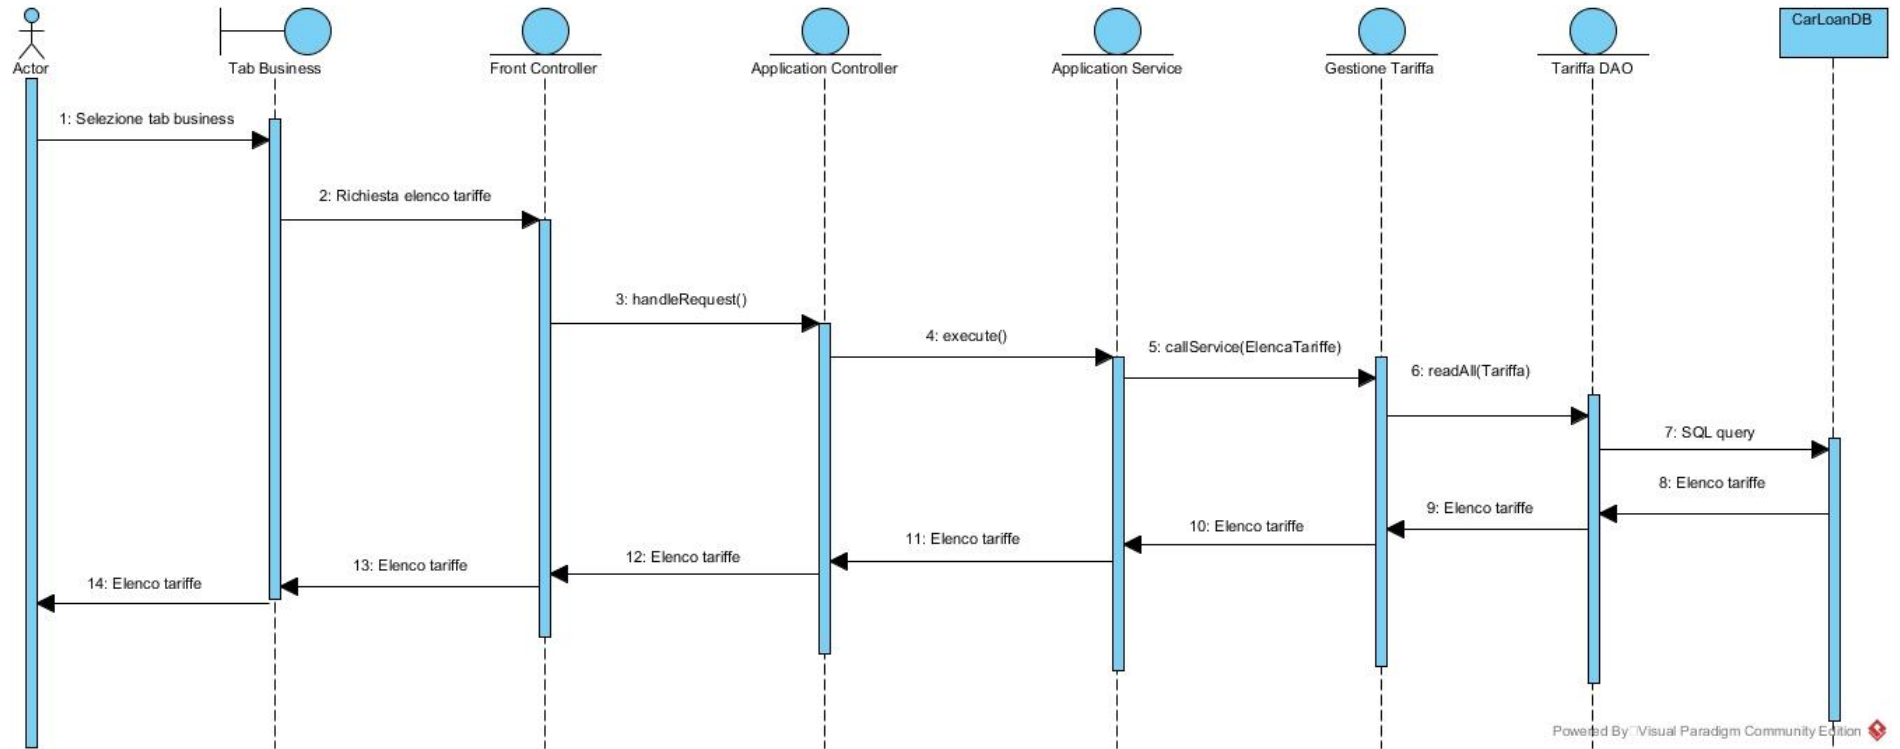 CarLoanDB
Actor
Tab Business
Front Controller
Application Controller
Application Service
Gestione Tariffa
Tariffa DAO
1: Selezione tab business
2: Richiesta elenco tariffe
3: handleRequest()
4: execute()
5: callService(ElencaTariffe)
6: readAll(Tariffa)
7: SQL query
8: Elenco tariffe
9: Elenco tariffe
10: Elenco tariffe
11: Elenco tariffe
12: Elenco tariffe
13: Elenco tariffe
14: Elenco tariffe
Powered By Visual Paradigm Community Edition